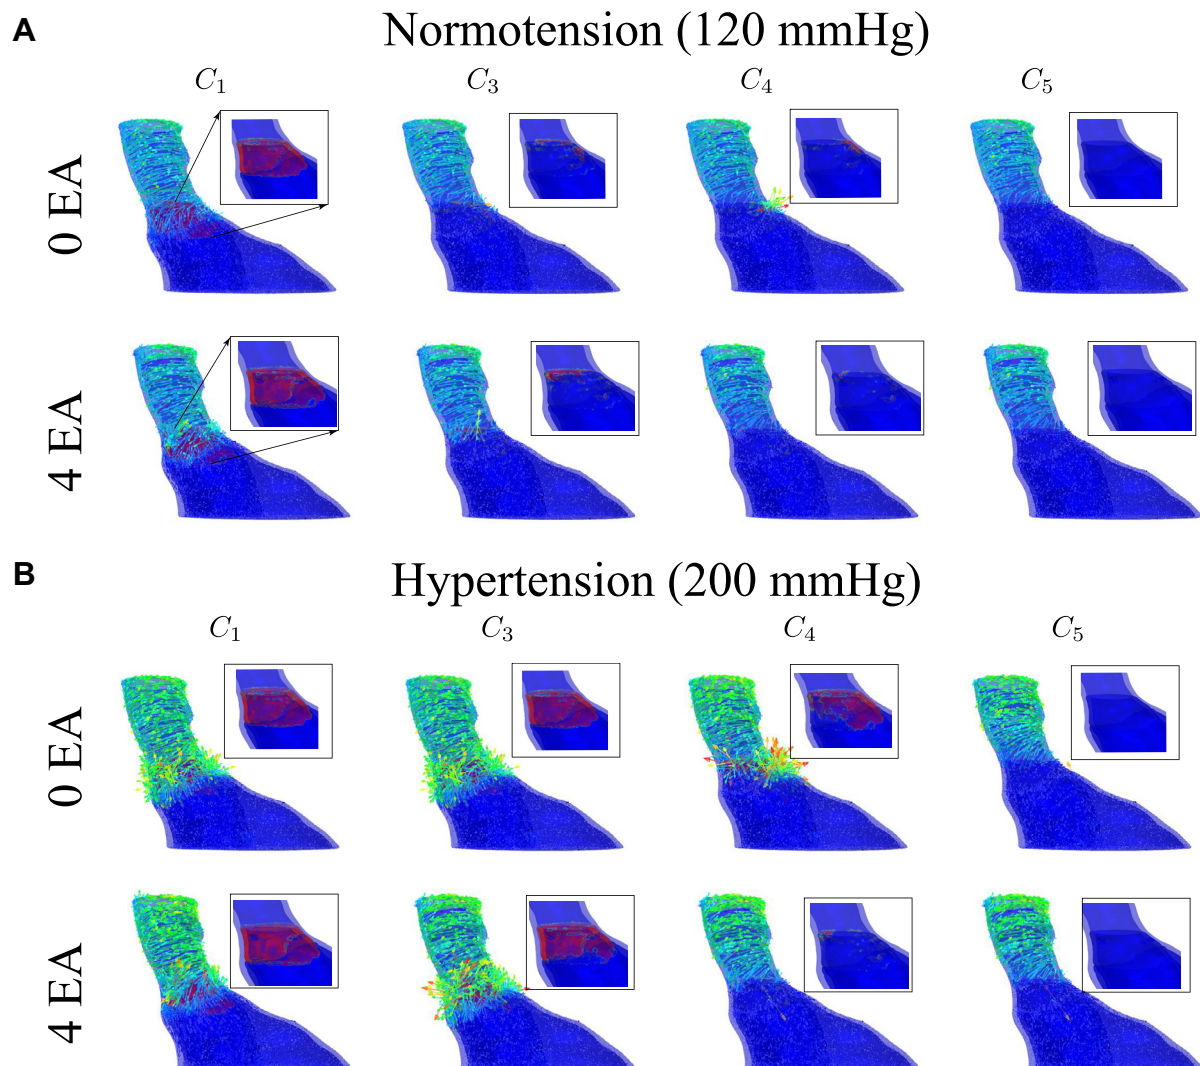 A
Normotension (120 mmHg)
C₁ C₃ C₄ C₅
0 EA
4 EA
B
Hypertension (200 mmHg)
C₁ C₃ C₄ C₅
0 EA
4 EA